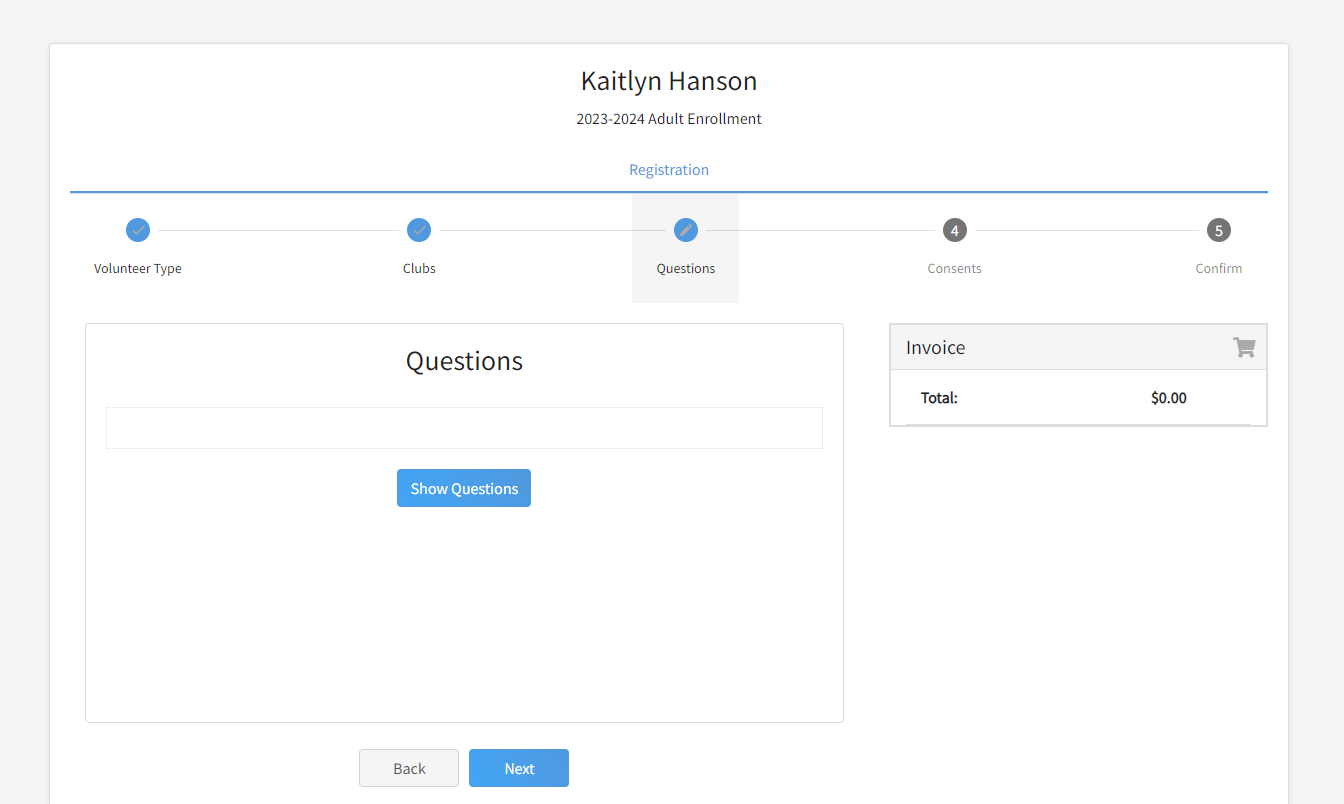 Kaitlyn Hanson
2023-2024 Adult Enrollment
Registration
Volunteer Type
Clubs
Questions
4
Consents
5
Confirm
Questions
Show Questions
Invoice
Total: $0.00
Back
Next